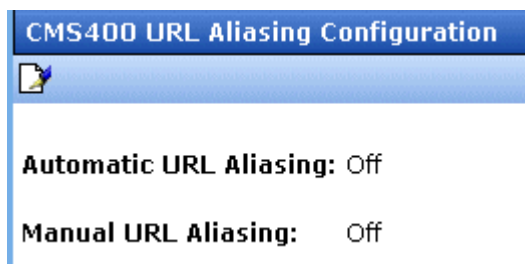 CMS400 URL Aliasing Configuration
Automatic URL Aliasing: Off
Manual URL Aliasing: Off